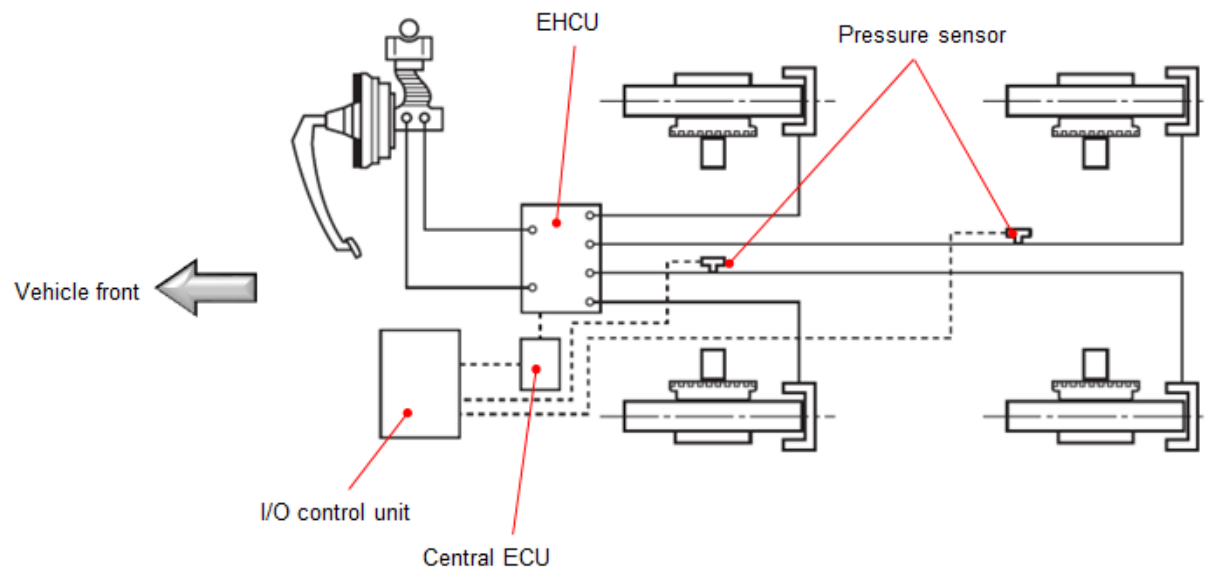 EHCU
Pressure sensor
Vehicle front
I/O control unit
Central ECU